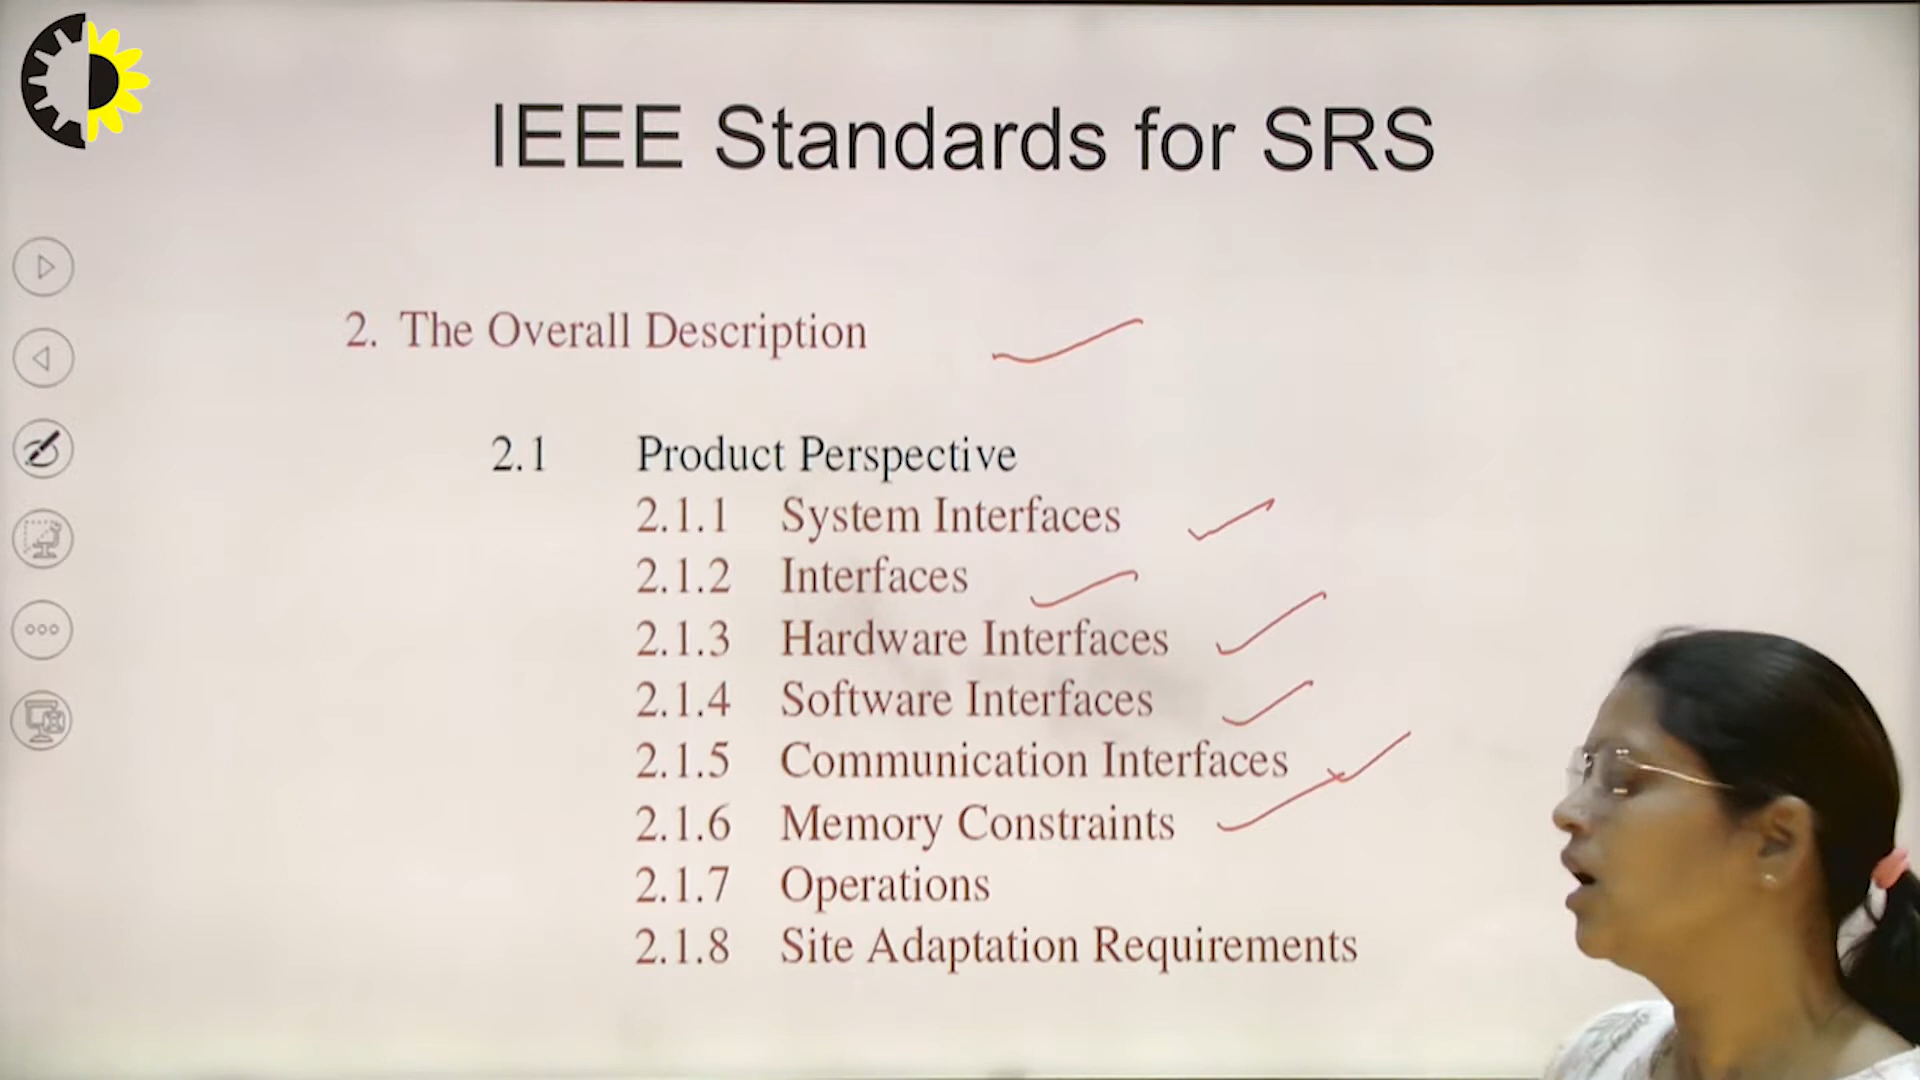 IEEE Standards for SRS
2. The Overall Description
2.1 Product Perspective
2.1.1 System Interfaces
2.1.2 Interfaces
2.1.3 Hardware Interfaces
2.1.4 Software Interfaces
2.1.5 Communication Interfaces
2.1.6 Memory Constraints
2.1.7 Operations
2.1.8 Site Adaptation Requirements